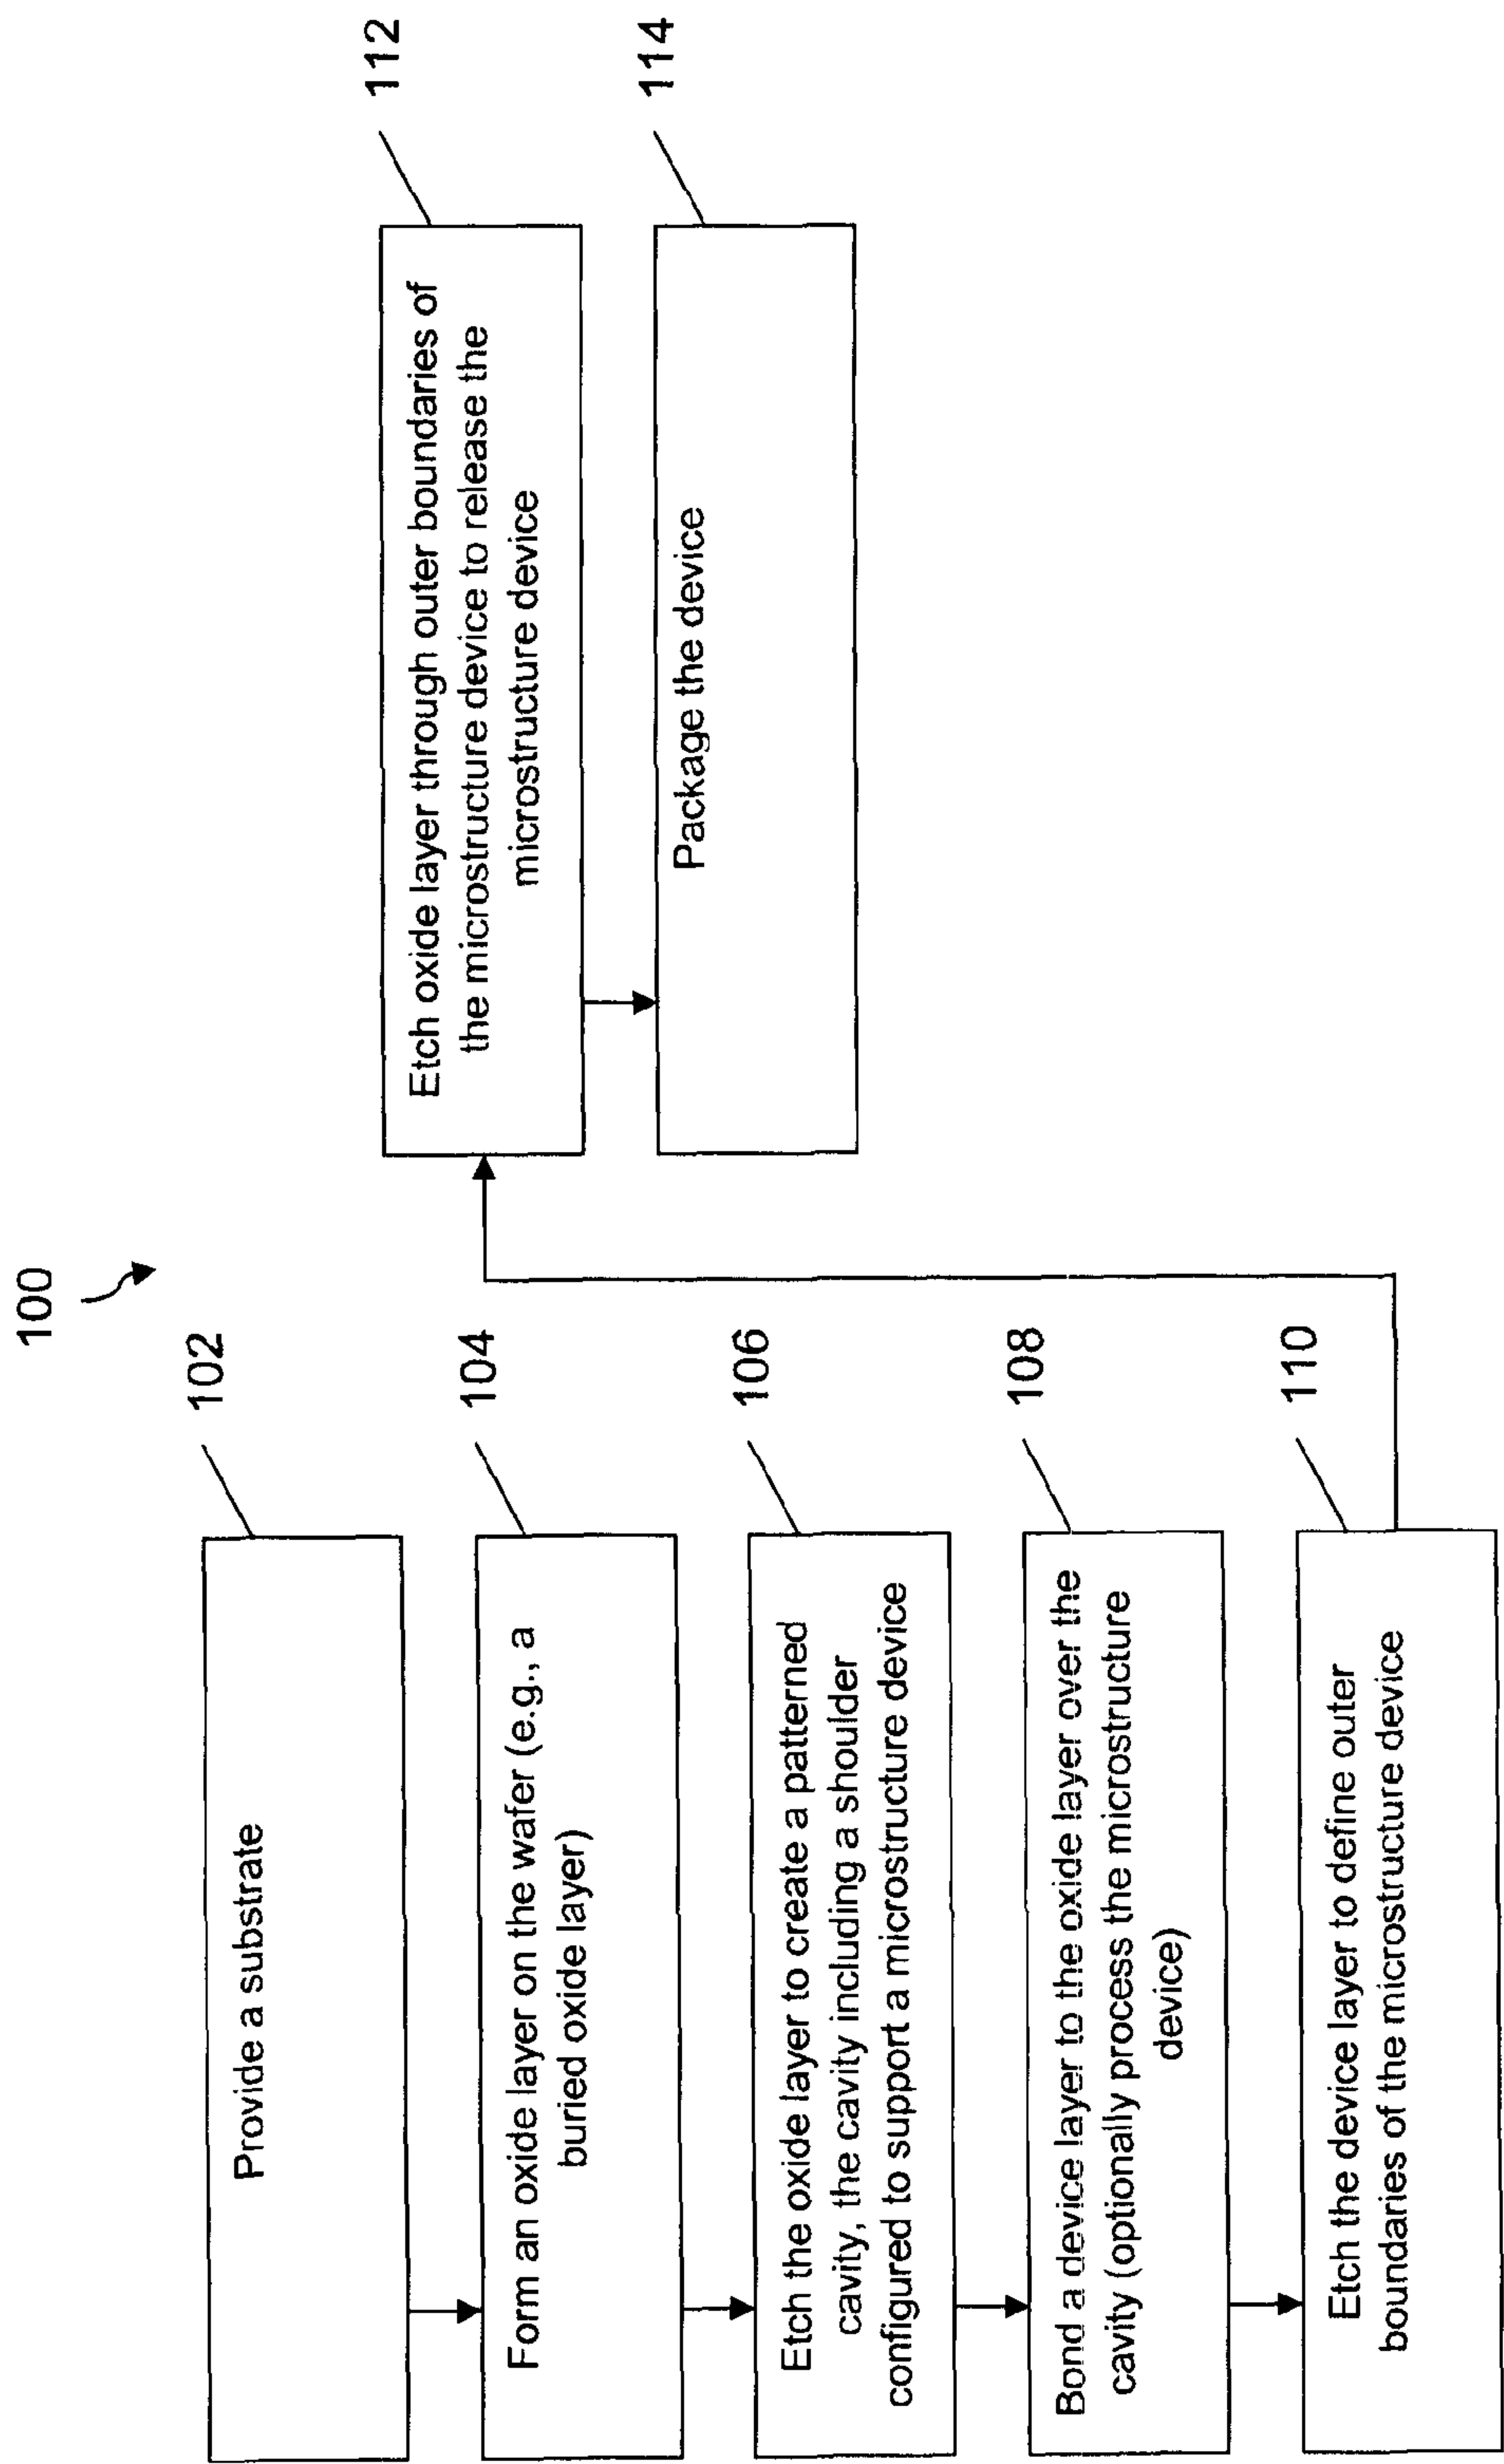 100
102
Provide a substrate
104
Form an oxide layer on the wafer (e.g., a
buried oxide layer)
106
Etch the oxide layer to create a patterned
cavity, the cavity including a shoulder
configured to support a microstructure device
108
Bond a device layer to the oxide layer over the
cavity (optionally process the microstructure
device)
110
Etch the device layer to define outer
boundaries of the microstructure device
112
Etch oxide layer through outer boundaries of
the microstructure device to release the
microstructure device
114
Package the device